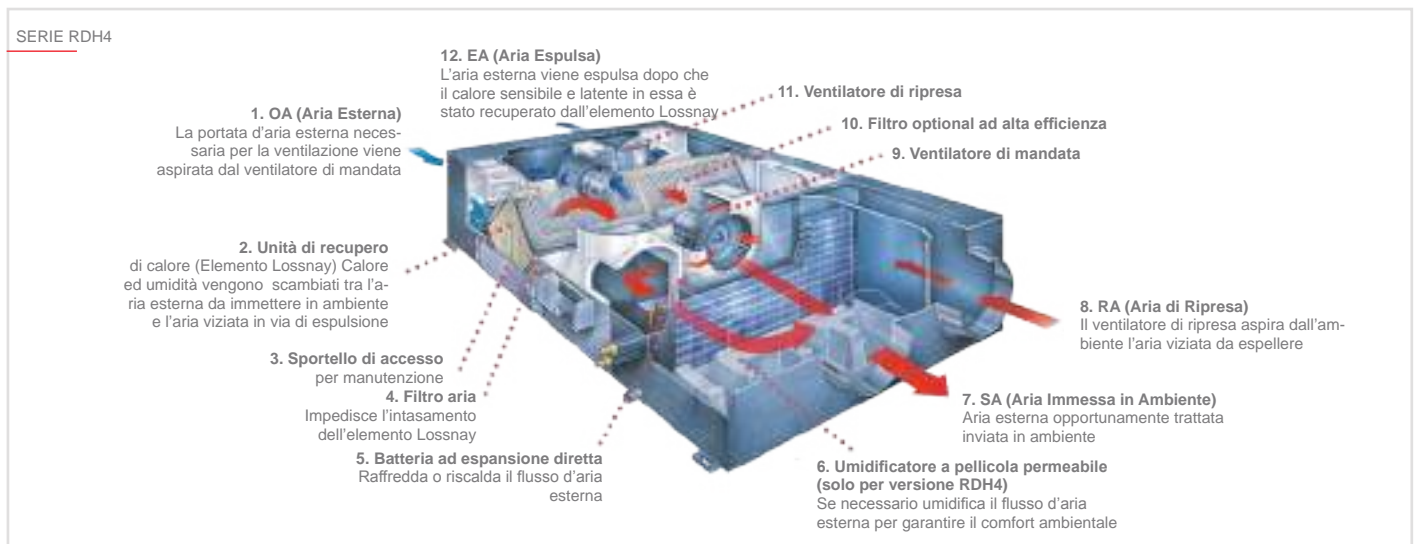 SERIE RDH4
1. OA (Aria Esterna)
La portata d'aria esterna neces-
saria per la ventilazione viene
aspirata dal ventilatore di mandata
2. Unità di recupero
di calore (Elemento Lossnay) Calore
ed umidità vengono scambiati tra l'a-
ria esterna da immettere in ambiente
e l'aria viziata in via di espulsione
3. Sportello di accesso
per manutenzione
4. Filtro aria
Impedisce l'intasamento
dell'elemento Lossnay
5. Batteria ad espansione diretta
Raffredda o riscalda il flusso d'aria
esterna
6. Umidificatore a pellicola permeabile
(solo per versione RDH4)
Se necessario umidifica il flusso d'aria
esterna per garantire il comfort ambientale
7. SA (Aria Immessa in Ambiente)
Aria esterna opportunamente trattata
inviata in ambiente
8. RA (Aria di Ripresa)
Il ventilatore di ripresa aspira dall'am-
biente l'aria viziata da espellere
9. Ventilatore di mandata
10. Filtro optional ad alta efficienza
11. Ventilatore di ripresa
12. EA (Aria Espulsa)
L'aria esterna viene espulsa dopo che
il calore sensibile e latente in essa è
stato recuperato dall'elemento Lossnay